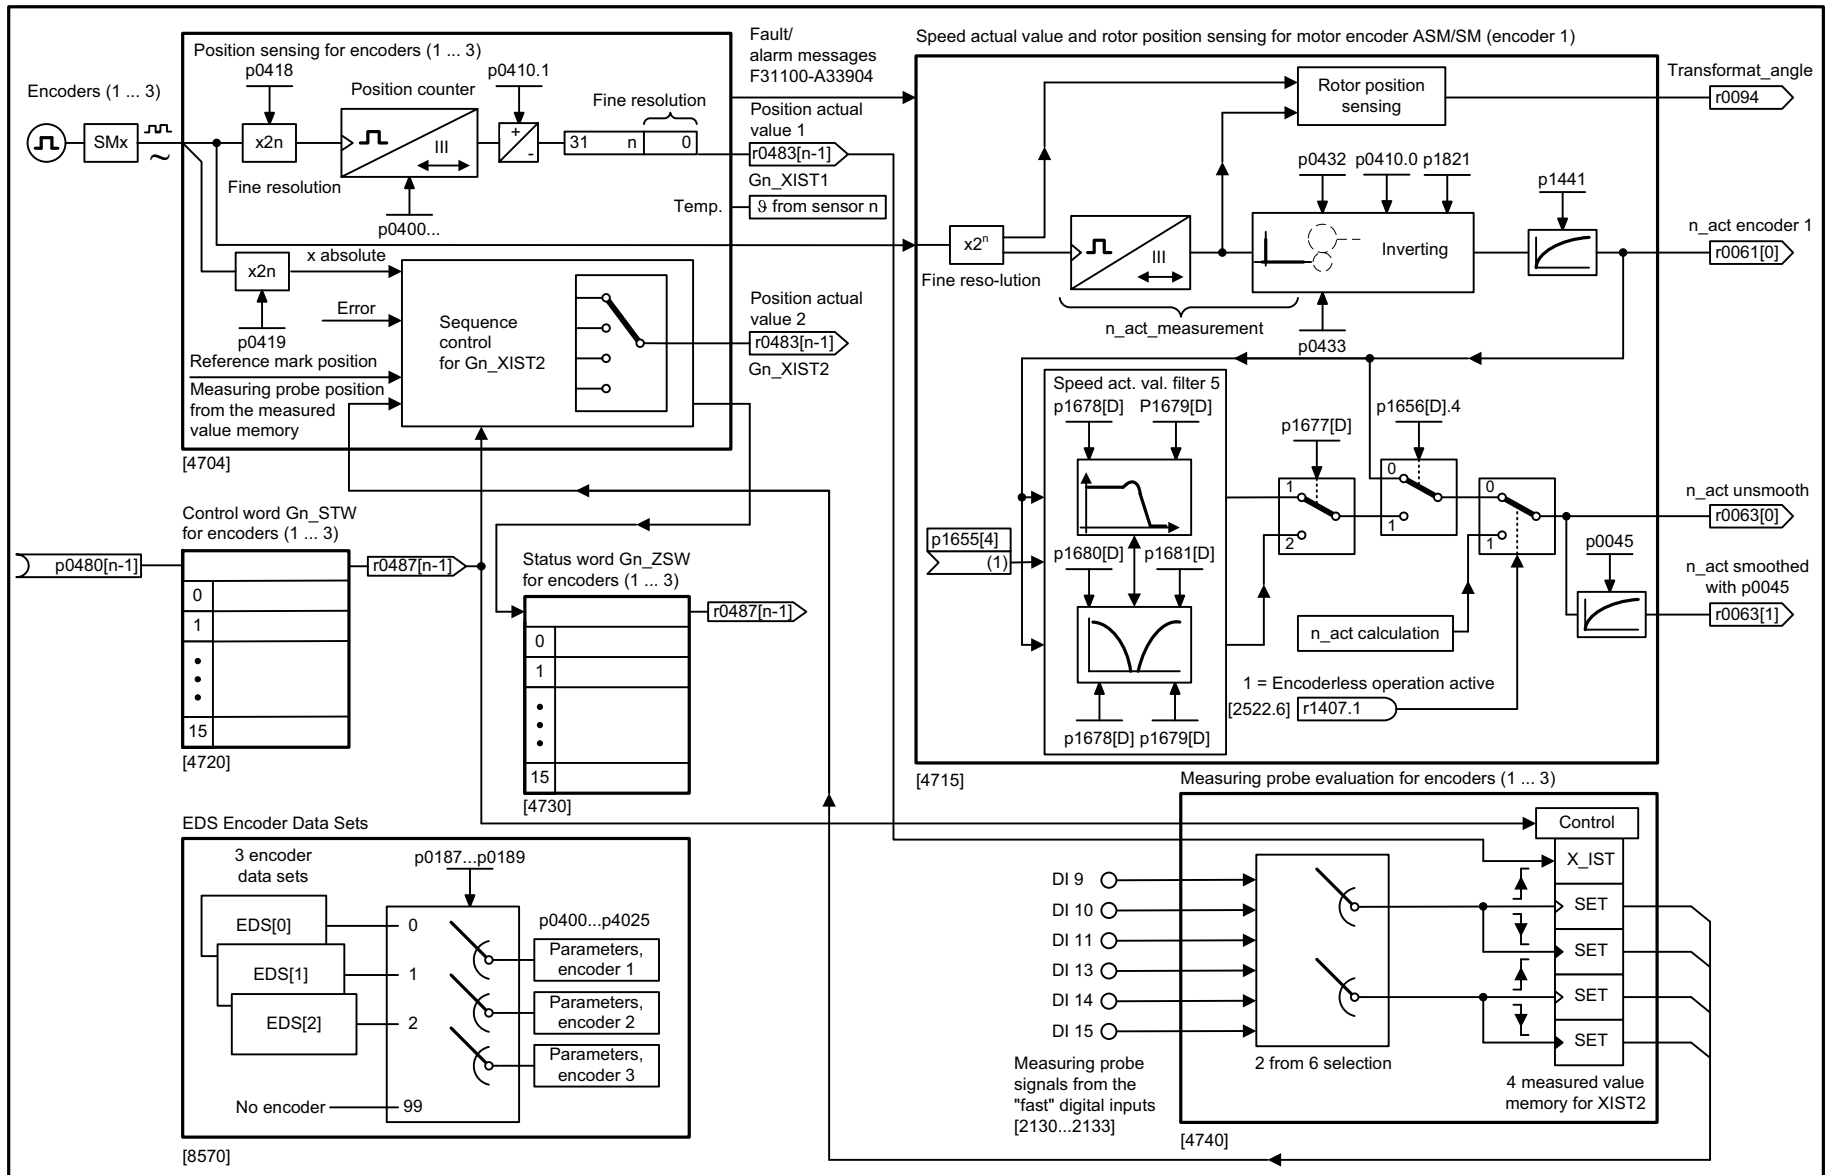 Position sensing for encoders (1 ... 3)
p0418
p0410.1
Position counter
Fine resolution
Encoders (1 ... 3)
SMx
~
x2n
III
+
-
31 n 0
Fine resolution
p0400...
x2n
x absolute
p0419
Error
Reference mark position
Measuring probe position
from the measured
value memory
Sequence
control
for Gn_XIST2
[4704]
Fault/
alarm messages
F31100-A33904
Position actual
value 1
r0483[n-1]
Gn_XIST1
Temp.
ϑ from sensor n
Position actual
value 2
r0483[n-1]
Gn_XIST2
Speed actual value and rotor position sensing for motor encoder ASM/SM (encoder 1)
Rotor position
sensing
Transformat_angle
r0094
p0432 p0410.0 p1821
p1441
x2ⁿ
Fine reso-lution
III
Inverting
n_act_measurement
p0433
n_act encoder 1
r0061[0]
Speed act. val. filter 5
p1678[D] P1679[D]
p1655[4]
(1)
p1680[D] p1681[D]
p1678[D] p1679[D]
p1677[D]
1
2
p1656[D].4
0
1
0
1
n_act calculation
1 = Encoderless operation active
[2522.6] r1407.1
n_act unsmooth
r0063[0]
p0045
n_act smoothed
with p0045
r0063[1]
[4715]
Control word Gn_STW
for encoders (1 ... 3)
p0480[n-1]
r0487[n-1]
0
1
15
[4720]
Status word Gn_ZSW
for encoders (1 ... 3)
r0487[n-1]
0
1
15
[4730]
EDS Encoder Data Sets
3 encoder
data sets
p0187...p0189
EDS[0]
EDS[1]
EDS[2]
0
1
2
No encoder
99
p0400...p4025
Parameters,
encoder 1
Parameters,
encoder 2
Parameters,
encoder 3
[8570]
Measuring probe evaluation for encoders (1 ... 3)
DI 9
DI 10
DI 11
DI 13
DI 14
DI 15
Measuring probe
signals from the
"fast" digital inputs
[2130...2133]
2 from 6 selection
Control
X_IST
SET
SET
SET
SET
4 measured value
memory for XIST2
[4740]